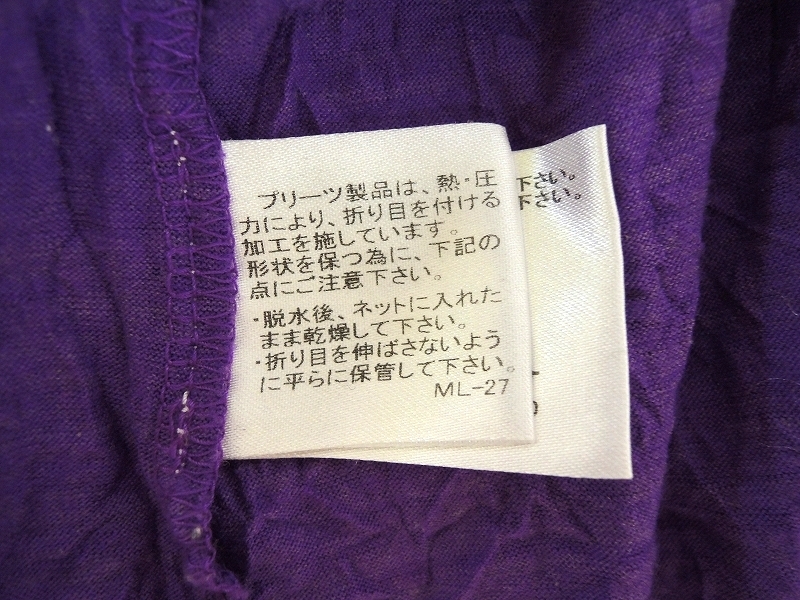 プリーツ製品は、熱・圧
力により、折り目を付ける
加工を施しています。
形状を保つ為に、下記の
点にご注意下さい。
・脱水後、ネットに入れた
まま乾燥して下さい。
・折り目を伸ばさないよう
に平らに保管して下さい。
ML-27
下さい。
下さい。